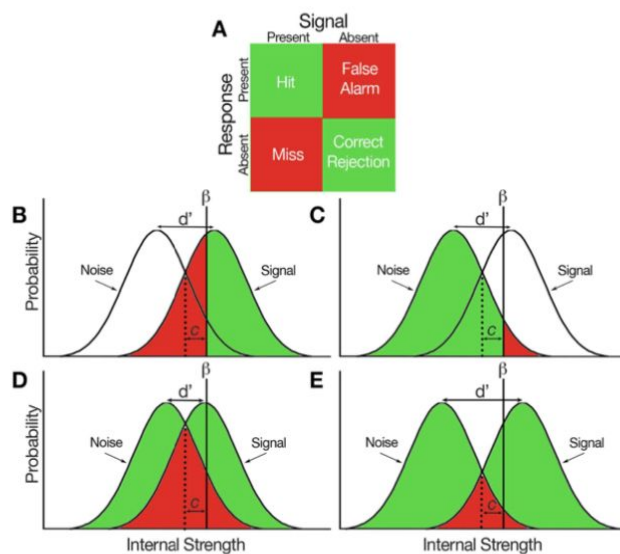 A
Signal
Present Absent
Response
Present
Absent
Hit
False
Alarm
Miss
Correct
Rejection
B
β
d'
Noise
Signal
c
Probability
C
β
d'
Noise
Signal
c
D
β
d'
Noise
Signal
c
Probability
Internal Strength
E
β
d'
Noise
Signal
c
Internal Strength